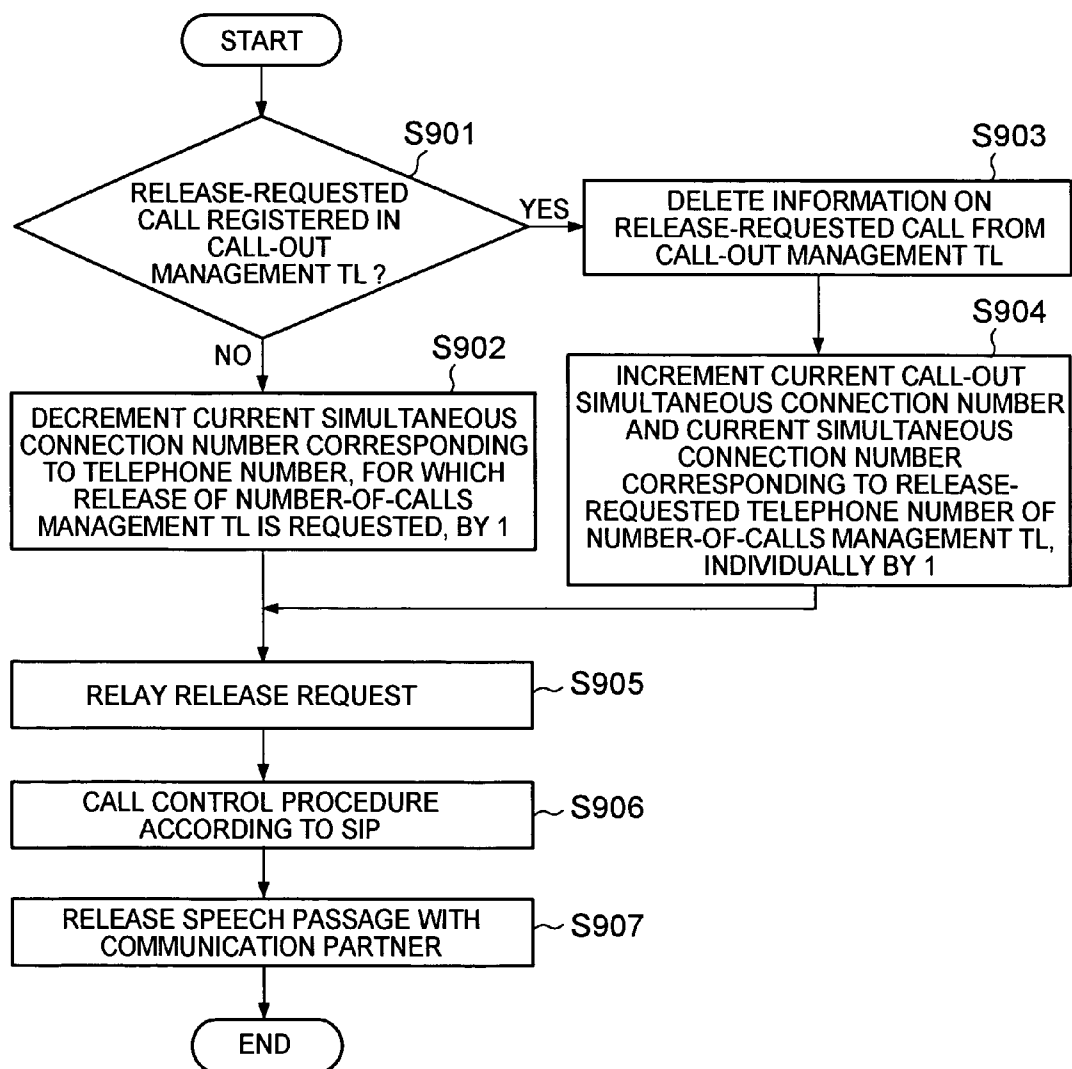 START
S901
RELEASE-REQUESTED
CALL REGISTERED IN
CALL-OUT
MANAGEMENT TL ?
YES
NO
S903
DELETE INFORMATION ON
RELEASE-REQUESTED CALL FROM
CALL-OUT MANAGEMENT TL
S902
DECREMENT CURRENT SIMULTANEOUS
CONNECTION NUMBER CORRESPONDING
TO TELEPHONE NUMBER, FOR WHICH
RELEASE OF NUMBER-OF-CALLS
MANAGEMENT TL IS REQUESTED, BY 1
S904
INCREMENT CURRENT CALL-OUT
SIMULTANEOUS CONNECTION NUMBER
AND CURRENT SIMULTANEOUS
CONNECTION NUMBER
CORRESPONDING TO RELEASE-
REQUESTED TELEPHONE NUMBER OF
NUMBER-OF-CALLS MANAGEMENT TL,
INDIVIDUALLY BY 1
RELAY RELEASE REQUEST
S905
CALL CONTROL PROCEDURE
ACCORDING TO SIP
S906
RELEASE SPEECH PASSAGE WITH
COMMUNICATION PARTNER
S907
END